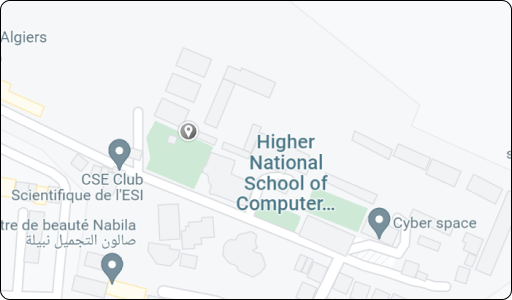 Algiers
Higher
National
School of
Computer...
CSE Club
Scientifique de l'ESI
Cyber space
tre de beauté Nabila
صالون التجميل نبيلة
s